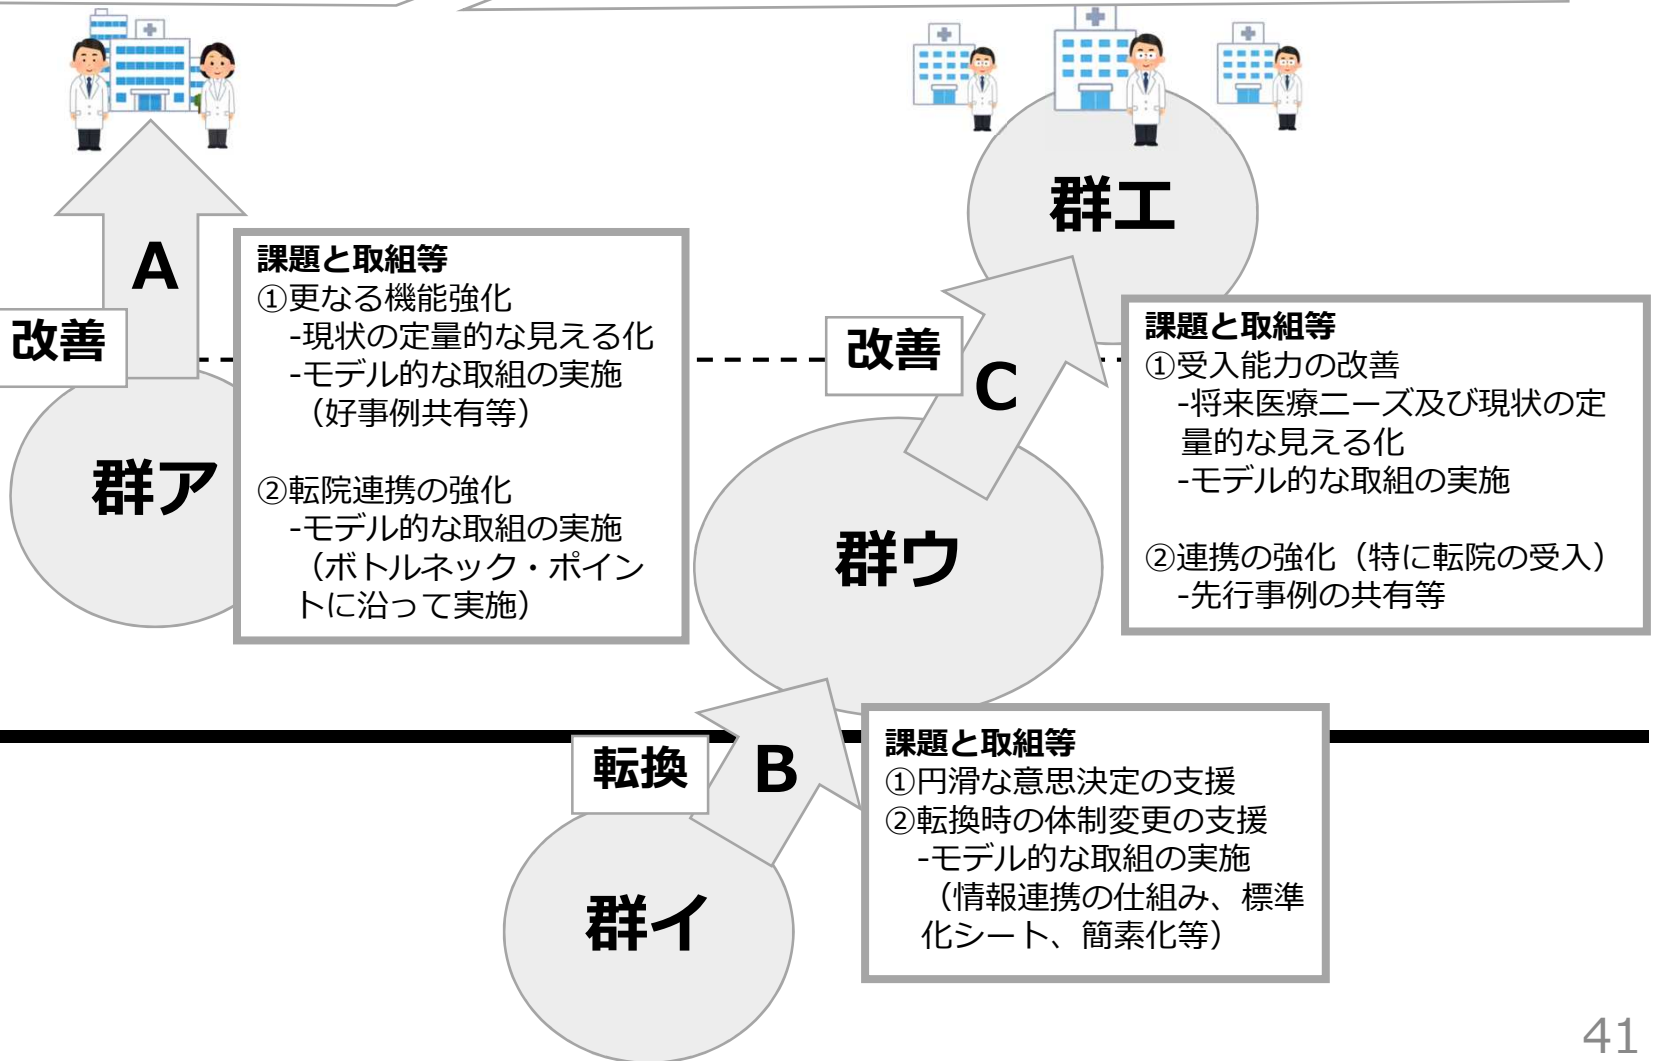 群エ
A
課題と取組等
①更なる機能強化
-現状の定量的な見える化
-モデル的な取組の実施
（好事例共有等）
②転院連携の強化
-モデル的な取組の実施
（ボトルネック・ポイン
トに沿って実施）
改善
群ア
改善
C
課題と取組等
①受入能力の改善
-将来医療ニーズ及び現状の定
量的な見える化
-モデル的な取組の実施
②連携の強化（特に転院の受入）
-先行事例の共有等
群ウ
転換
B
課題と取組等
①円滑な意思決定の支援
②転換時の体制変更の支援
-モデル的な取組の実施
（情報連携の仕組み、標準
化シート、簡素化等）
群イ
41